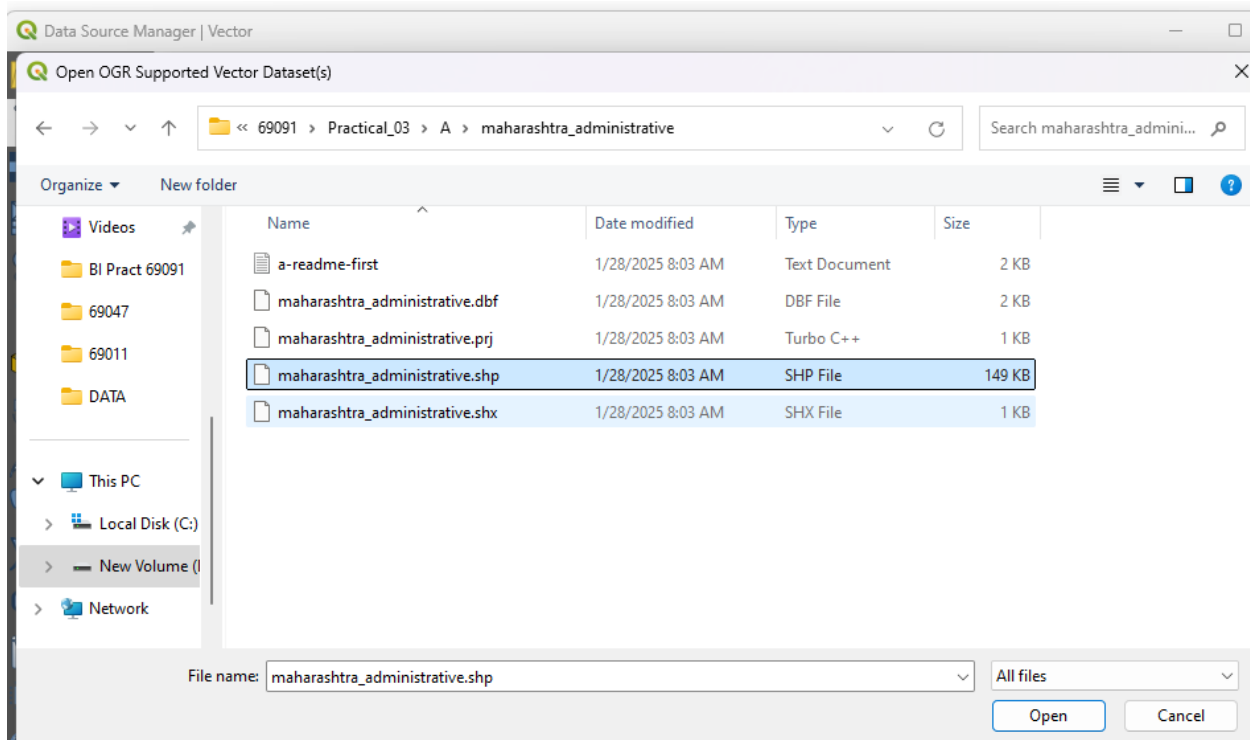 Data Source Manager | Vector
Open OGR Supported Vector Dataset(s)
« 69091 > Practical_03 > A > maharashtra_administrative
Search maharashtra_admini...
Organize
New folder
Name Date modified Type Size
Videos
BI Pract 69091
69047
69011
DATA
This PC
Local Disk (C:)
New Volume (
Network
a-readme-first 1/28/2025 8:03 AM Text Document 2 KB
maharashtra_administrative.dbf 1/28/2025 8:03 AM DBF File 2 KB
maharashtra_administrative.prj 1/28/2025 8:03 AM Turbo C++ 1 KB
maharashtra_administrative.shp 1/28/2025 8:03 AM SHP File 149 KB
maharashtra_administrative.shx 1/28/2025 8:03 AM SHX File 1 KB
File name: maharashtra_administrative.shp
All files
Open Cancel